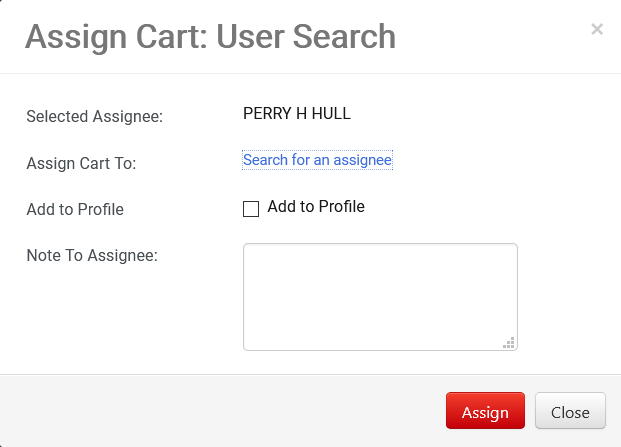 Assign Cart: User Search ×
Selected Assignee: PERRY H HULL
Assign Cart To: Search for an assignee
Add to Profile Add to Profile
Note To Assignee:
Assign Close